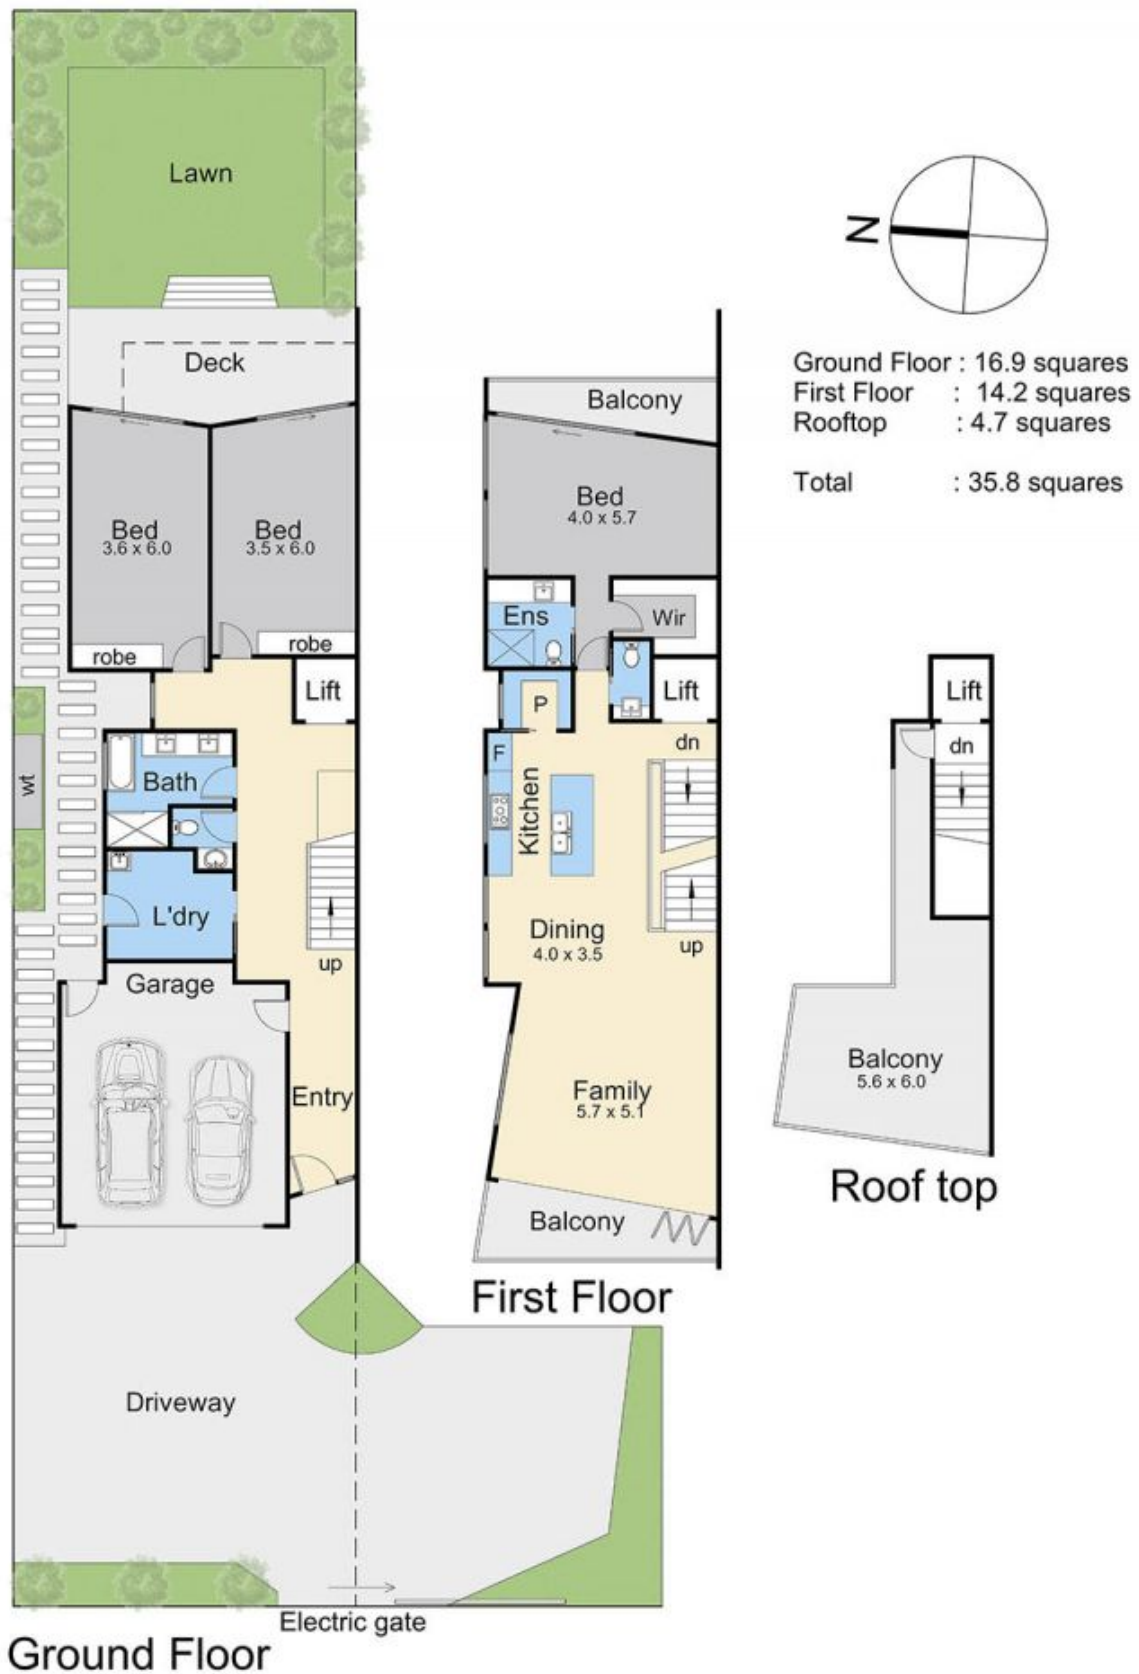 Lawn
Deck
Bed
3.6 x 6.0
Bed
3.5 x 6.0
robe
robe
Lift
Bath
wt
L'dry
up
Garage
Entry
Driveway
Electric gate
Ground Floor
Balcony
Bed
4.0 x 5.7
Ens
Wir
P
Lift
F
dn
Kitchen
Dining
4.0 x 3.5
up
Family
5.7 x 5.1
Balcony
First Floor
N
Ground Floor : 16.9 squares
First Floor : 14.2 squares
Rooftop : 4.7 squares
Total : 35.8 squares
Lift
dn
Balcony
5.6 x 6.0
Roof top